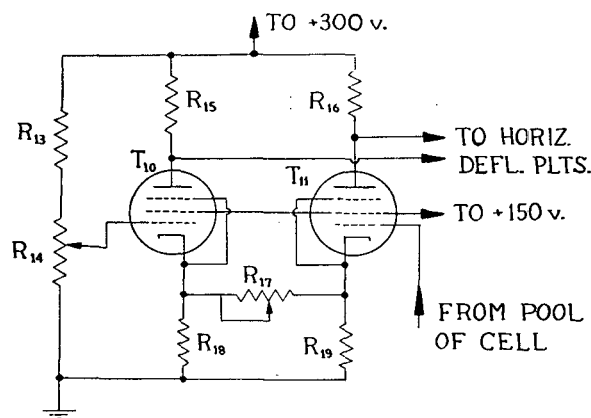 TO +300 v.
R15
R16
R13
TO HORIZ.
DEFL. PLTS.
T10
T11
TO +150 v.
R14
R17
FROM POOL
OF CELL
R18
R19